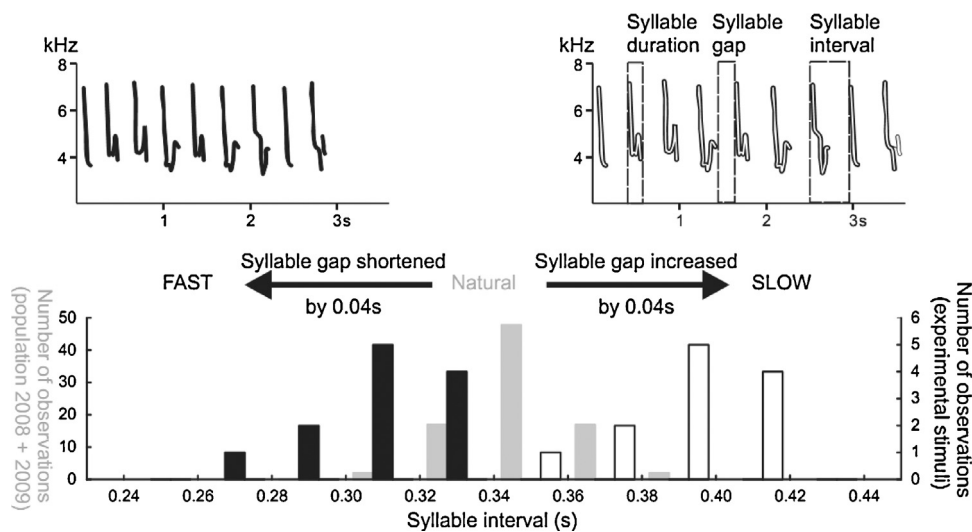 kHz
8
6
4
1
2
3s
Syllable duration
Syllable gap
Syllable interval
kHz
8
6
4
1
2
3s
FAST
Syllable gap shortened
by 0.04s
Natural
Syllable gap increased
by 0.04s
SLOW
Number of observations
(population 2008 + 2009)
50
40
30
20
10
0
6
5
4
3
2
1
0
Number of observations
(experimental stimuli)
0.24 0.26 0.28 0.30 0.32 0.34 0.36 0.38 0.40 0.42 0.44
Syllable interval (s)